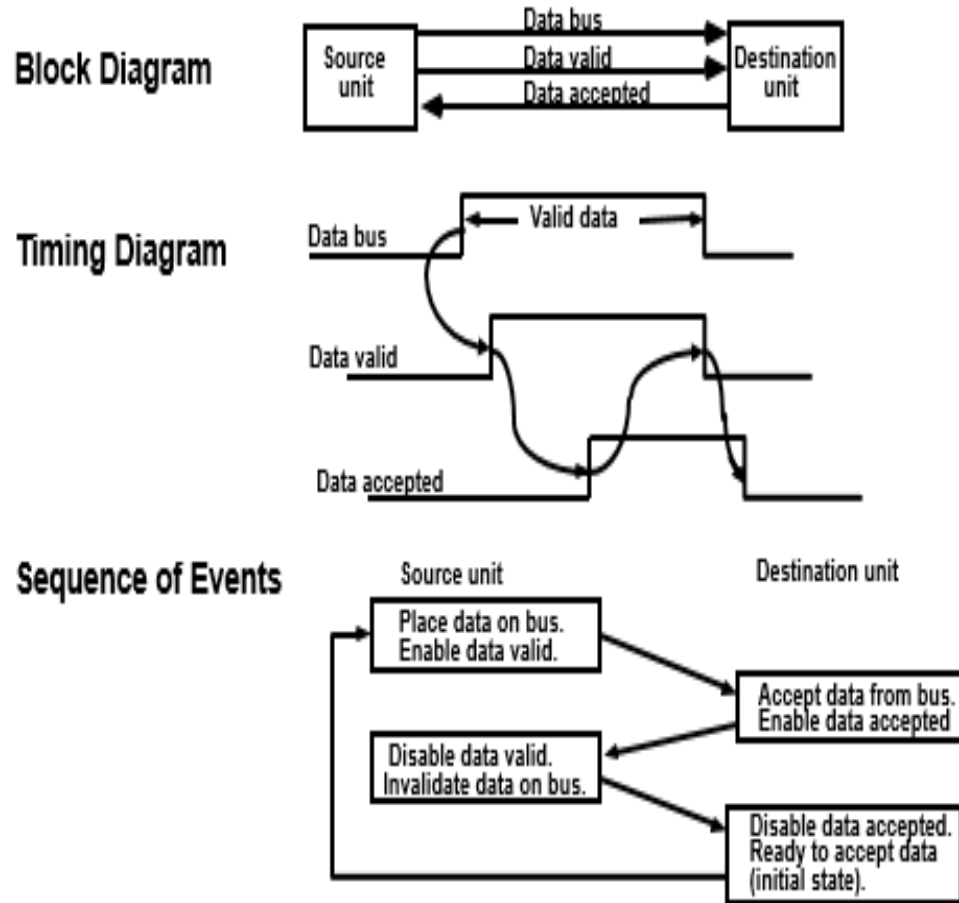 Block Diagram
Source
unit
Data bus
Data valid
Data accepted
Destination
unit
Timing Diagram
Data bus
Valid data
Data valid
Data accepted
Sequence of Events
Source unit
Destination unit
Place data on bus.
Enable data valid.
Accept data from bus.
Enable data accepted
Disable data valid.
Invalidate data on bus.
Disable data accepted.
Ready to accept data
(initial state).